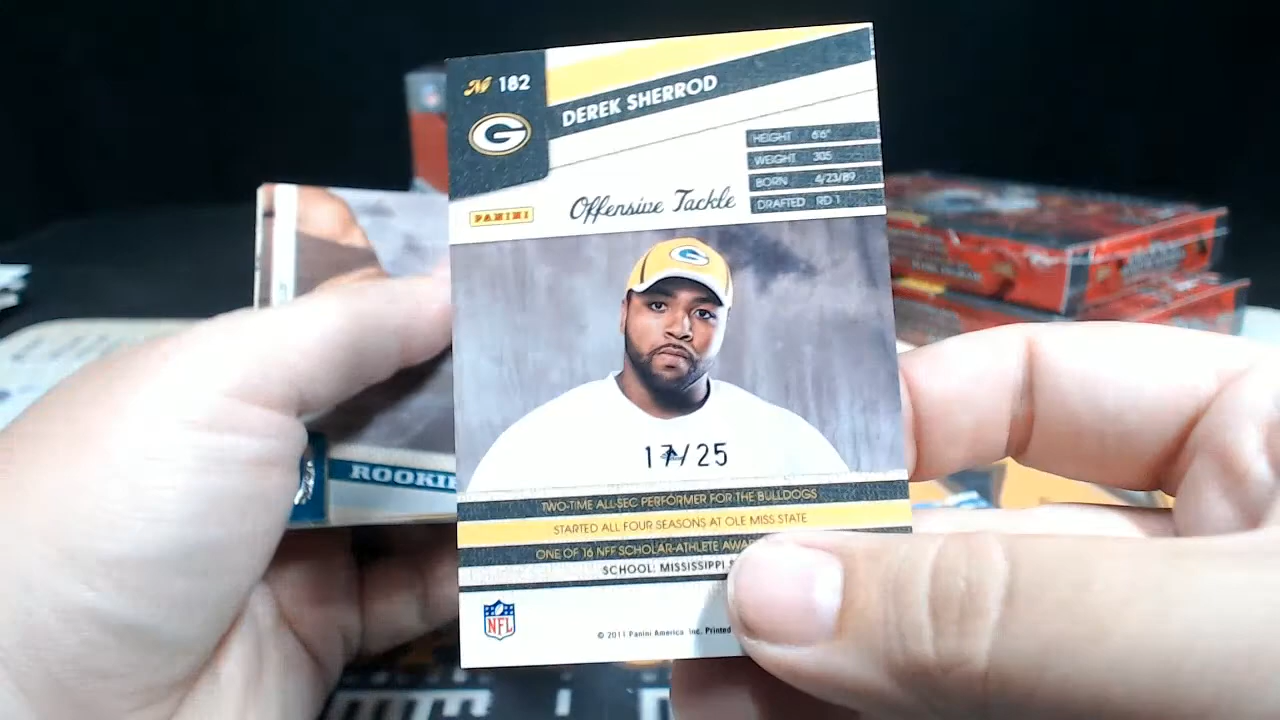 N° 182
G
DEREK SHERROD
HEIGHT 6'6"
WEIGHT 305
BORN 4/23/89
DRAFTED RD 1
PANINI
Offensive Tackle
G
17/25
TWO-TIME ALL-SEC PERFORMER FOR THE BULLDOGS
STARTED ALL FOUR SEASONS AT OLE MISS STATE
ONE OF 16 NFF SCHOLAR-ATHLETE
SCHOOL: MISSISSIPPI
NFL
© 2011 Panini America, Inc. Printed